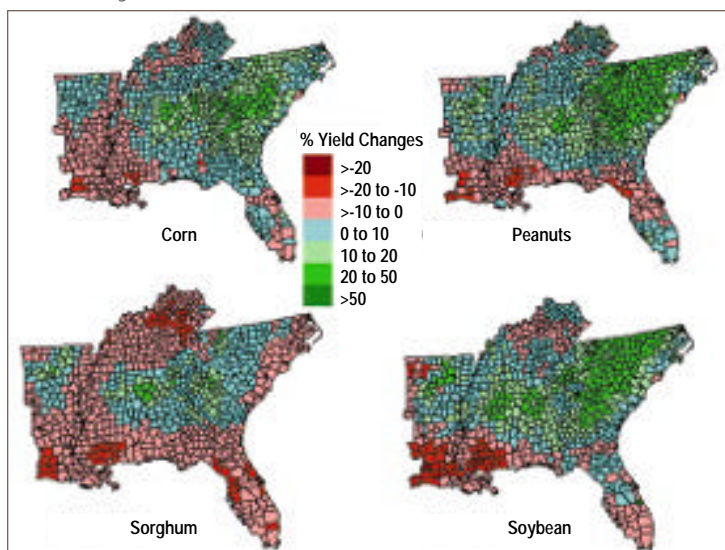 % Yield Changes
>-20
>-20 to -10
>-10 to 0
0 to 10
10 to 20
20 to 50
>50
Corn
Peanuts
Sorghum
Soybean